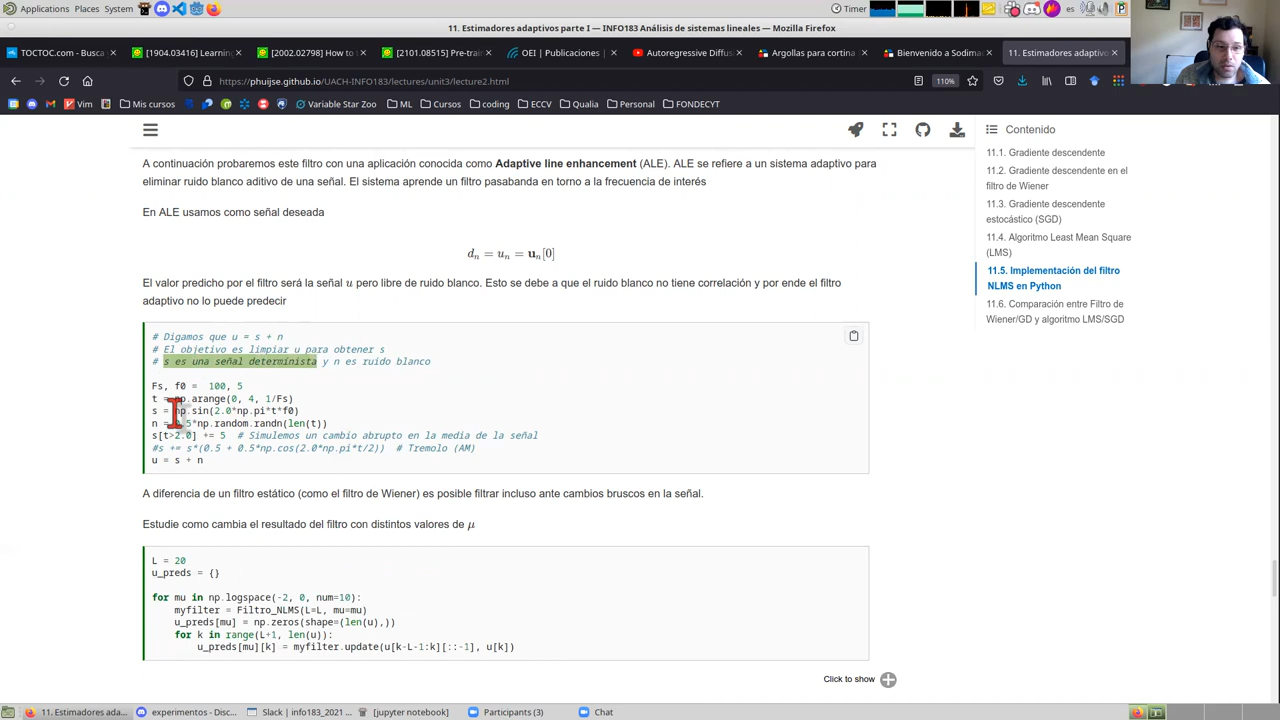 Applications Places System
Timer
es
11. Estimadores adaptivos parte I — INFO183 Análisis de sistemas lineales — Mozilla Firefox
TOCTOC.com - Busca
[1904.03416] Learning
[2002.02798] How to
[2101.08515] Derivative
OEI | Publicaciones
Autoregressive Diffus
Argollas para cortina
Bienvenido a Sodima
11. Estimadores adaptivo
https://phuijse.github.io/UACH-INFO183/lectures/unit3/lecture2.html
110%
M Vim
Mis cursos
Variable Star Zoo
ML
Cursos
coding
ECCV
Qualia
Personal
FONDECYT
A continuación probaremos este filtro con una aplicación conocida como Adaptive line enhancement (ALE). ALE se refiere a un sistema adaptivo para
eliminar ruido blanco aditivo de una señal. El sistema aprende un filtro pasabanda en torno a la frecuencia de interés
En ALE usamos como señal deseada
dₙ = uₙ = 𝐮ₙ[0]
El valor predicho por el filtro será la señal u pero libre de ruido blanco. Esto se debe a que el ruido blanco no tiene correlación y por ende el filtro
adaptivo no lo puede predecir
# Digamos que u = s + n
# El objetivo es limpiar u para obtener s
# s es una señal determinista y n es ruido blanco
Fs, f0 = 100, 5
t = np.arange(0, 4, 1/Fs)
s = np.sin(2.0*np.pi*t*f0)
n = 5*np.random.randn(len(t))
s[t>2.0] += 5 # Simulemos un cambio abrupto en la media de la señal
#s += s*(0.5 + 0.5*np.cos(2.0*np.pi*t/2)) # Tremolo (AM)
u = s + n
A diferencia de un filtro estático (como el filtro de Wiener) es posible filtrar incluso ante cambios bruscos en la señal.
Estudie como cambia el resultado del filtro con distintos valores de μ
L = 20
u_preds = {}
for mu in np.logspace(-2, 0, num=10):
myfilter = Filtro_NLMS(L=L, mu=mu)
u_preds[mu] = np.zeros(shape=(len(u),))
for k in range(L+1, len(u)):
u_preds[mu][k] = myfilter.update(u[k-L-1:k][::-1], u[k])
Click to show
Contenido
11.1. Gradiente descendente
11.2. Gradiente descendente en el
filtro de Wiener
11.3. Gradiente descendente
estocástico (SGD)
11.4. Algoritmo Least Mean Square
(LMS)
11.5. Implementación del filtro
NLMS en Python
11.6. Comparación entre Filtro de
Wiener/GD y algoritmo LMS/SGD
11. Estimadores ada...
experimentos - Disc...
Slack | info183_2021 ...
[jupyter notebook]
Participants (3)
Chat